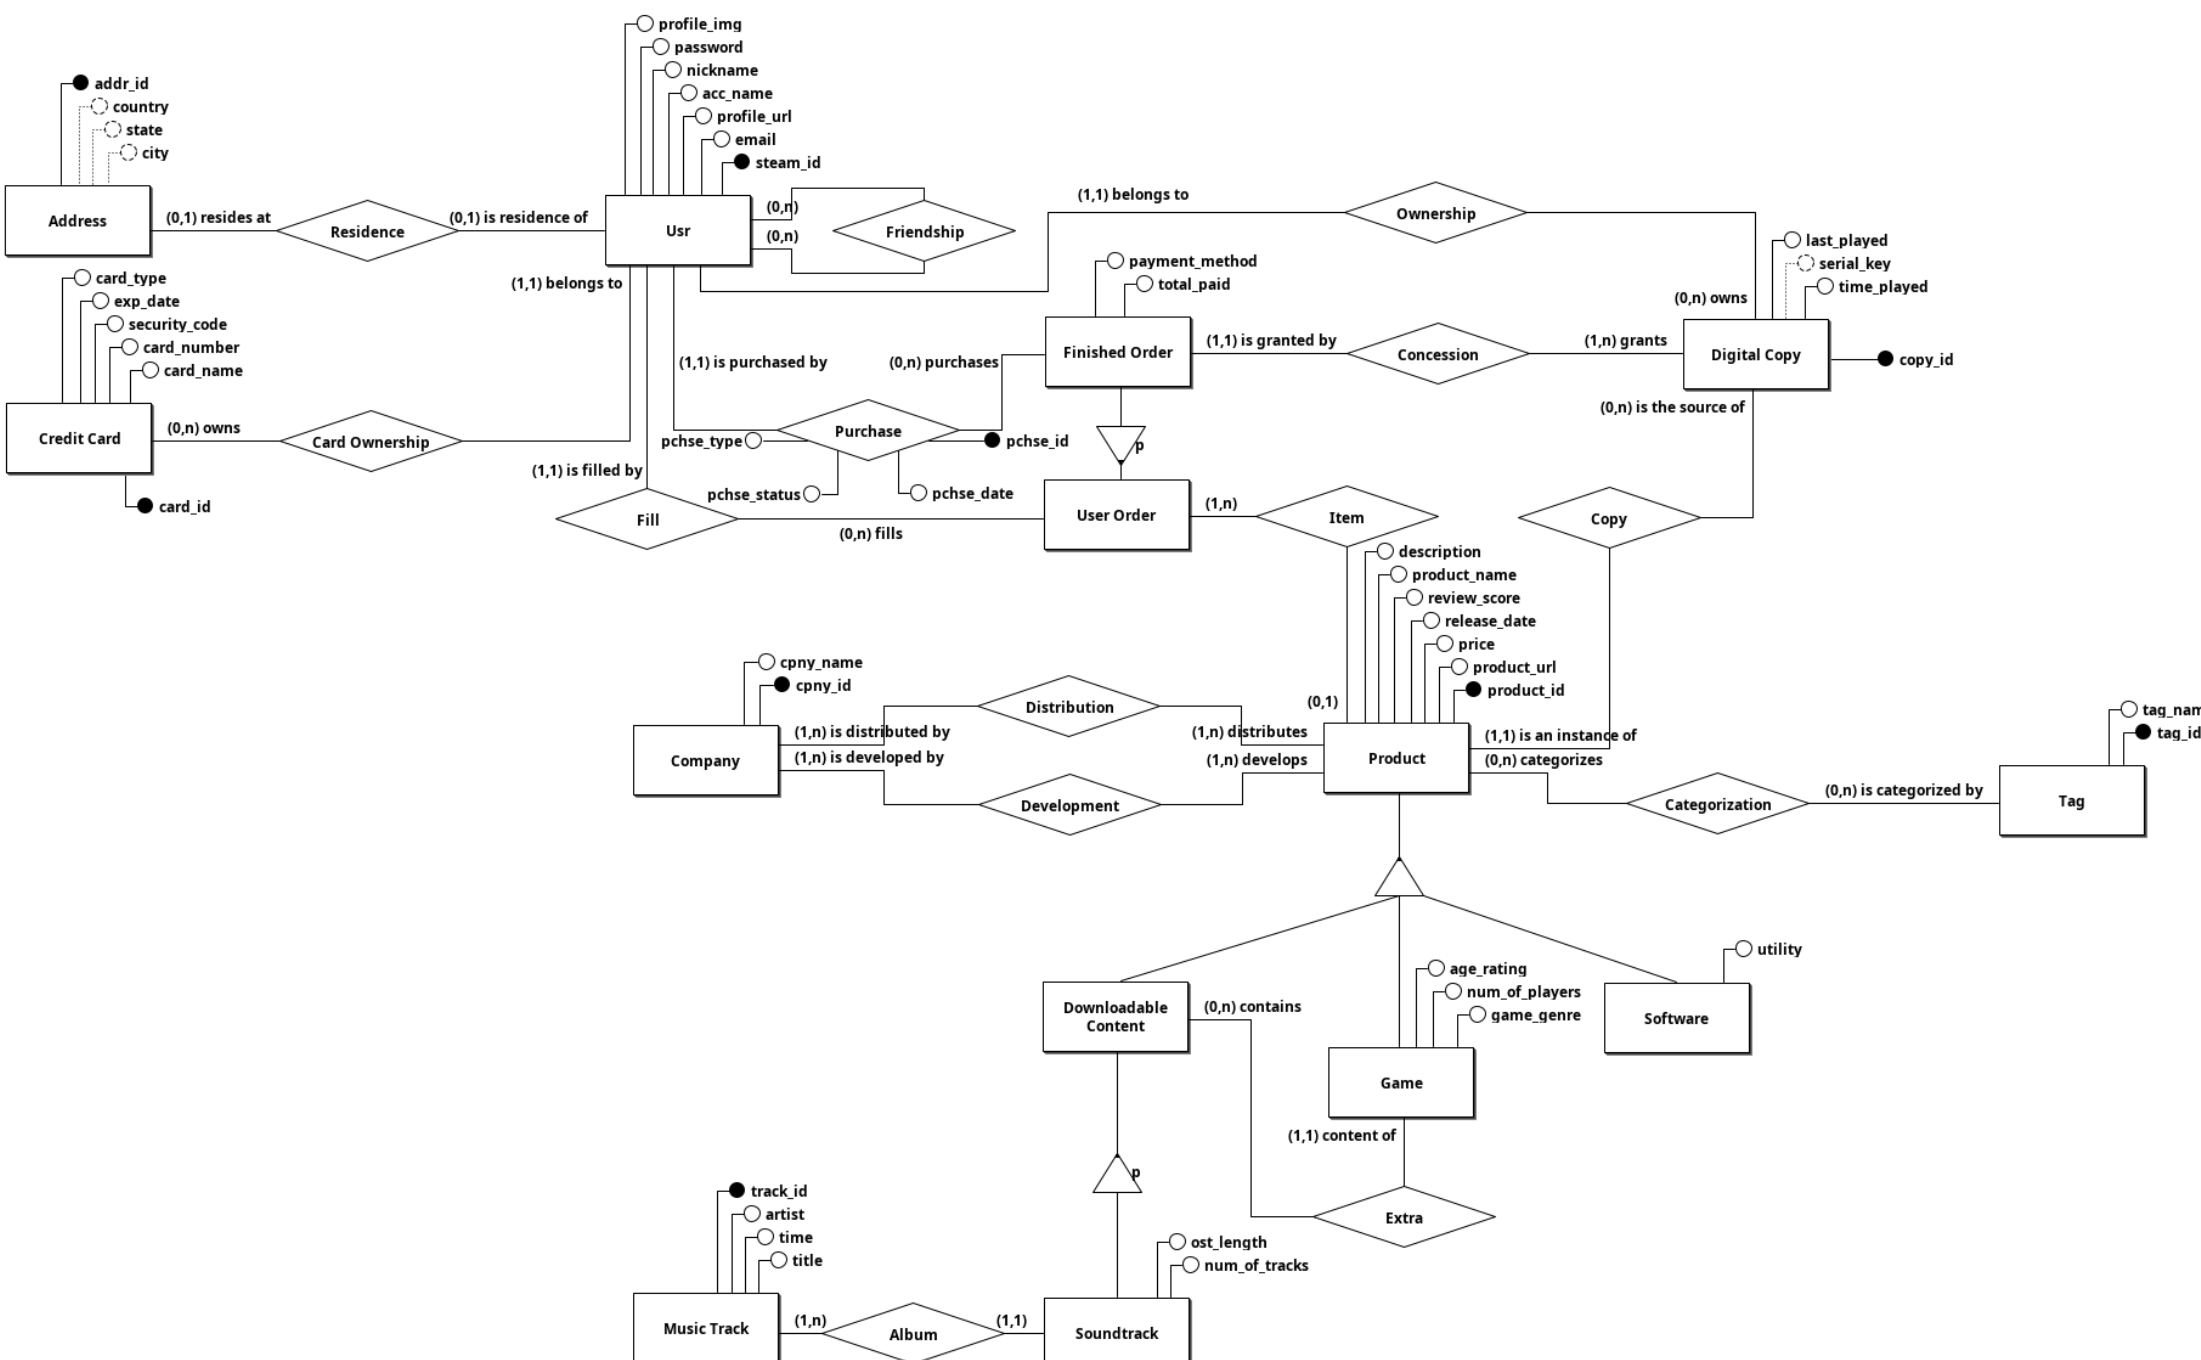 profile_img
password
nickname
acc_name
profile_url
email
steam_id
addr_id
country
state
city
Address
(0,1) resides at
Residence
(0,1) is residence of
Usr
(0,n)
(0,n)
Friendship
(1,1) belongs to
Ownership
last_played
serial_key
time_played
(0,n) owns
Digital Copy
copy_id
payment_method
total_paid
Finished Order
(1,1) is granted by
Concession
(1,n) grants
card_type
exp_date
security_code
card_number
card_name
Credit Card
card_id
(0,n) owns
Card Ownership
(1,1) belongs to
(1,1) is purchased by
(0,n) purchases
Purchase
pchse_type
pchse_id
pchse_status
pchse_date
p
(1,1) is filled by
Fill
(0,n) fills
User Order
(1,n)
Item
(0,n) is the source of
Copy
description
product_name
review_score
release_date
price
product_url
product_id
(0,1)
Product
cpny_name
cpny_id
Company
(1,n) is distributed by
(1,n) is developed by
Distribution
Development
(1,n) distributes
(1,n) develops
(1,1) is an instance of
(0,n) categorizes
Categorization
(0,n) is categorized by
tag_nam
tag_id
Tag
Downloadable
Content
(0,n) contains
age_rating
num_of_players
game_genre
Game
utility
Software
(1,1) content of
Extra
p
track_id
artist
time
title
Music Track
(1,n)
Album
(1,1)
ost_length
num_of_tracks
Soundtrack